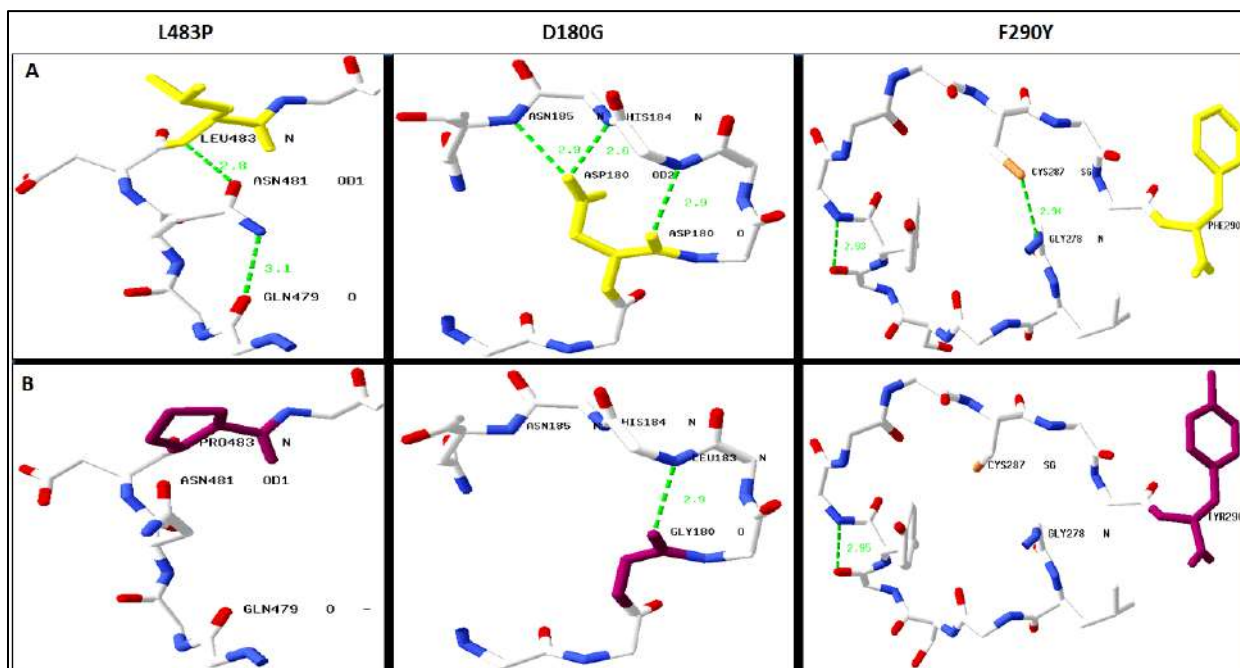 L483P
D180G
F290Y
A
LEU483 N
2.8
ASN481 OD1
3.1
GLN479 O
ASN185 N
HIS184 N
2.9
2.8
ASP180 OD2
2.9
ASP180 O
CYS287 SG
2.94
GLY278 N
PHE290
2.93
B
PRO483 N
ASN481 OD1
GLN479 O -
ASN185 N
HIS184 N
LEU183 N
2.9
GLY180 O
CYS287 SG
GLY278 N
TYR290
2.95